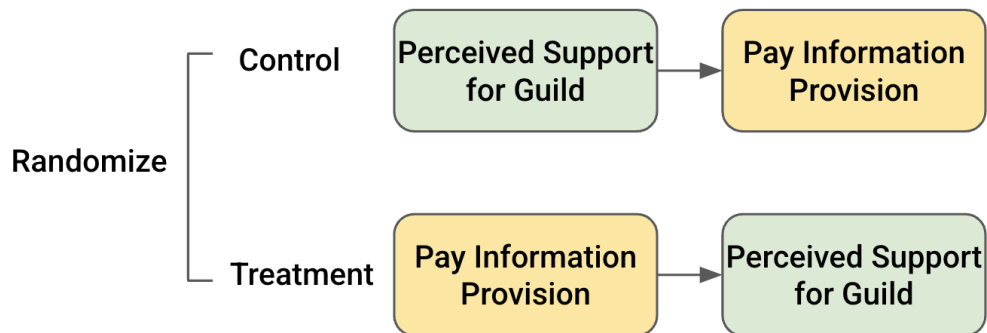 Control
Perceived Support
for Guild
Pay Information
Provision
Randomize
Treatment
Pay Information
Provision
Perceived Support
for Guild